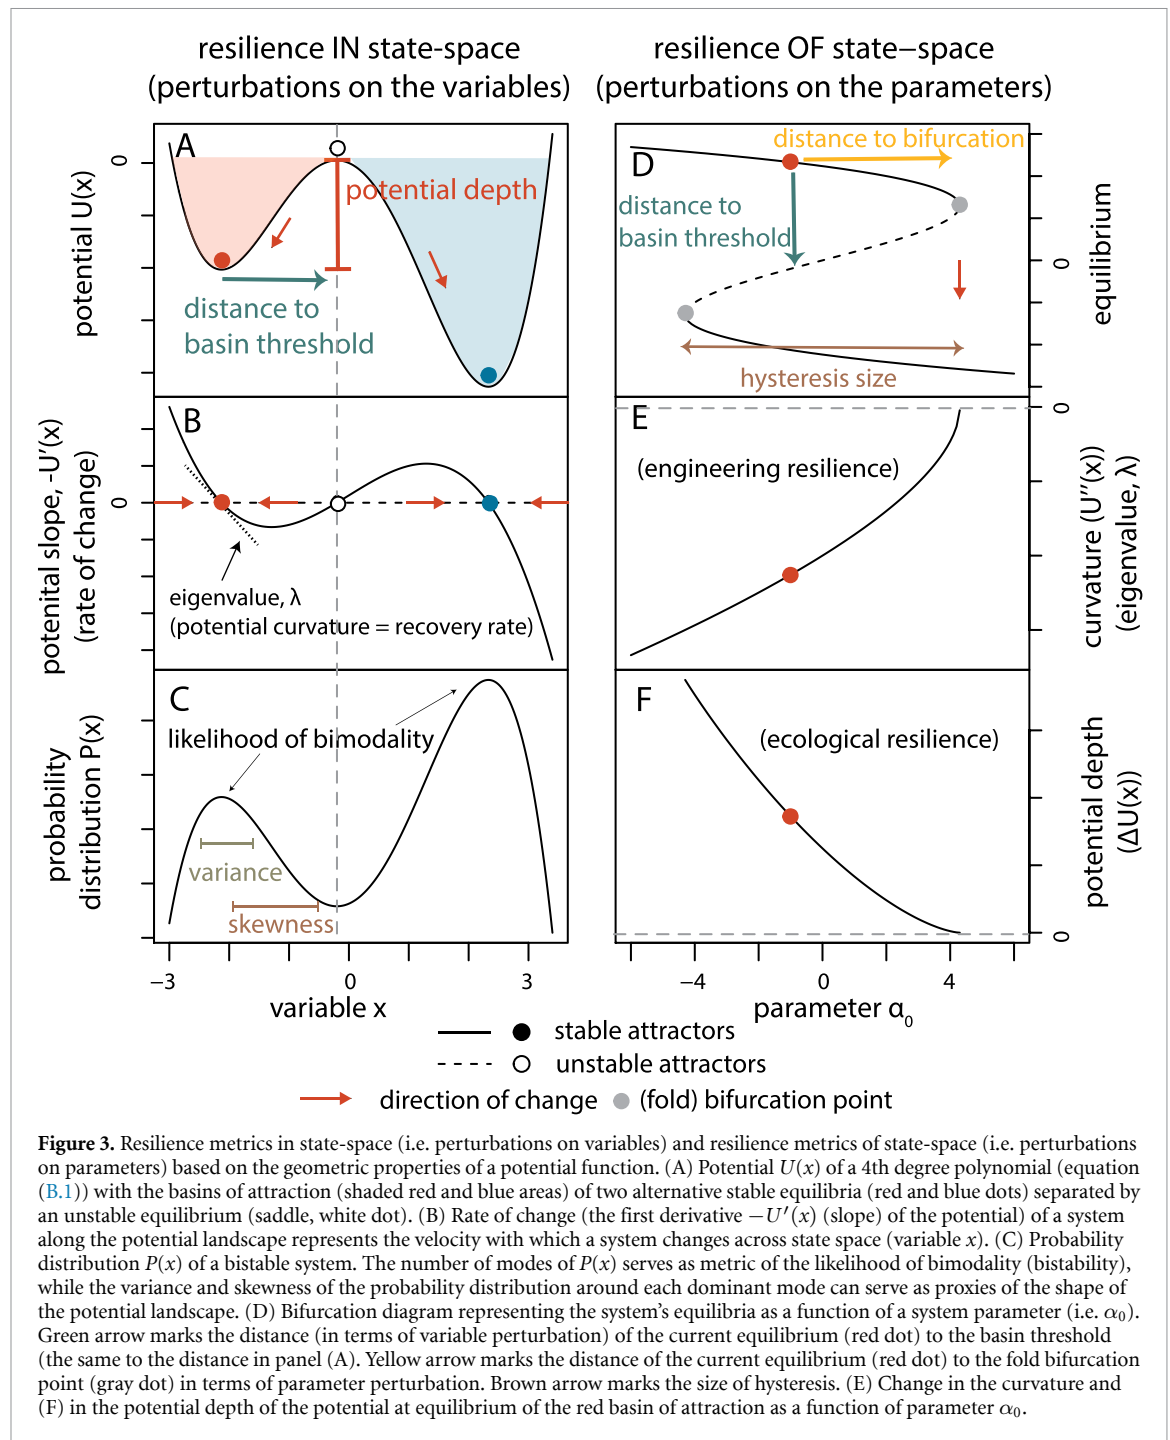 resilience IN state-space
(perturbations on the variables)
resilience OF state−space
(perturbations on the parameters)
A
0
potential U(x)
potential depth
distance to
basin threshold
D
distance to bifurcation
distance to
basin threshold
hysteresis size
0
equilibrium
B
0
potenital slope, -U′(x)
(rate of change)
eigenvalue, λ
(potential curvature = recovery rate)
E
(engineering resilience)
0
curvature (U′′(x))
(eigenvalue, λ)
C
likelihood of bimodality
variance
skewness
probability
distribution P(x)
−3 0 3
variable x
F
(ecological resilience)
0
potential depth
(ΔU(x))
−4 0 4
parameter α0
stable attractors
unstable attractors
direction of change
(fold) bifurcation point
Figure 3. Resilience metrics in state-space (i.e. perturbations on variables) and resilience metrics of state-space (i.e. perturbations
on parameters) based on the geometric properties of a potential function. (A) Potential U(x) of a 4th degree polynomial (equation
(B.1)) with the basins of attraction (shaded red and blue areas) of two alternative stable equilibria (red and blue dots) separated by
an unstable equilibrium (saddle, white dot). (B) Rate of change (the first derivative −U′(x) (slope) of the potential) of a system
along the potential landscape represents the velocity with which a system changes across state space (variable x). (C) Probability
distribution P(x) of a bistable system. The number of modes of P(x) serves as metric of the likelihood of bimodality (bistability),
while the variance and skewness of the probability distribution around each dominant mode can serve as proxies of the shape of
the potential landscape. (D) Bifurcation diagram representing the system's equilibria as a function of a system parameter (i.e. α0).
Green arrow marks the distance (in terms of variable perturbation) of the current equilibrium (red dot) to the basin threshold
(the same to the distance in panel (A). Yellow arrow marks the distance of the current equilibrium (red dot) to the fold bifurcation
point (gray dot) in terms of parameter perturbation. Brown arrow marks the size of hysteresis. (E) Change in the curvature and
(F) in the potential depth of the potential at equilibrium of the red basin of attraction as a function of parameter α0.